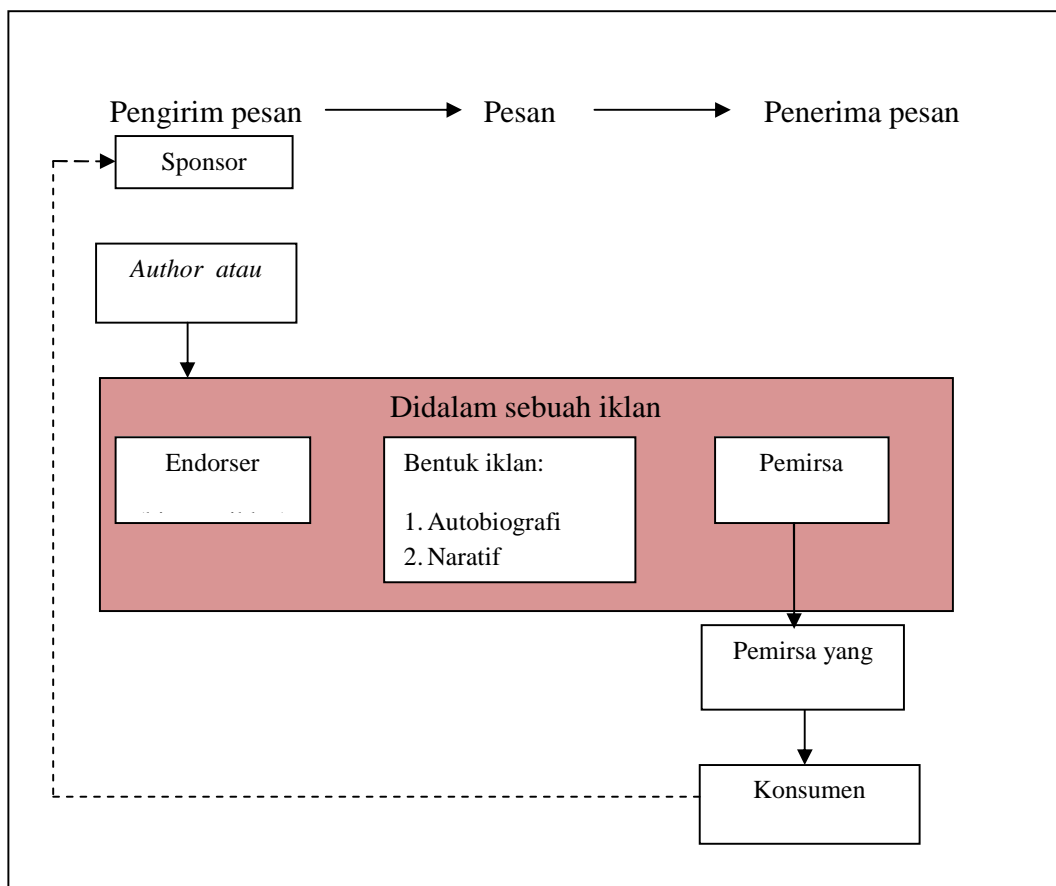 Pengirim pesan Pesan Penerima pesan
Sponsor
Author atau
Didalam sebuah iklan
Endorser
Bentuk iklan:
1. Autobiografi
2. Naratif
Pemirsa
Pemirsa yang
Konsumen